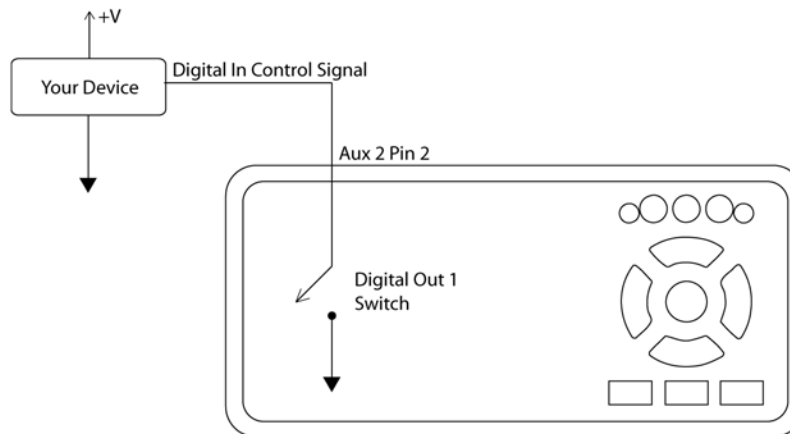 +V
Your Device
Digital In Control Signal
Aux 2 Pin 2
Digital Out 1
Switch